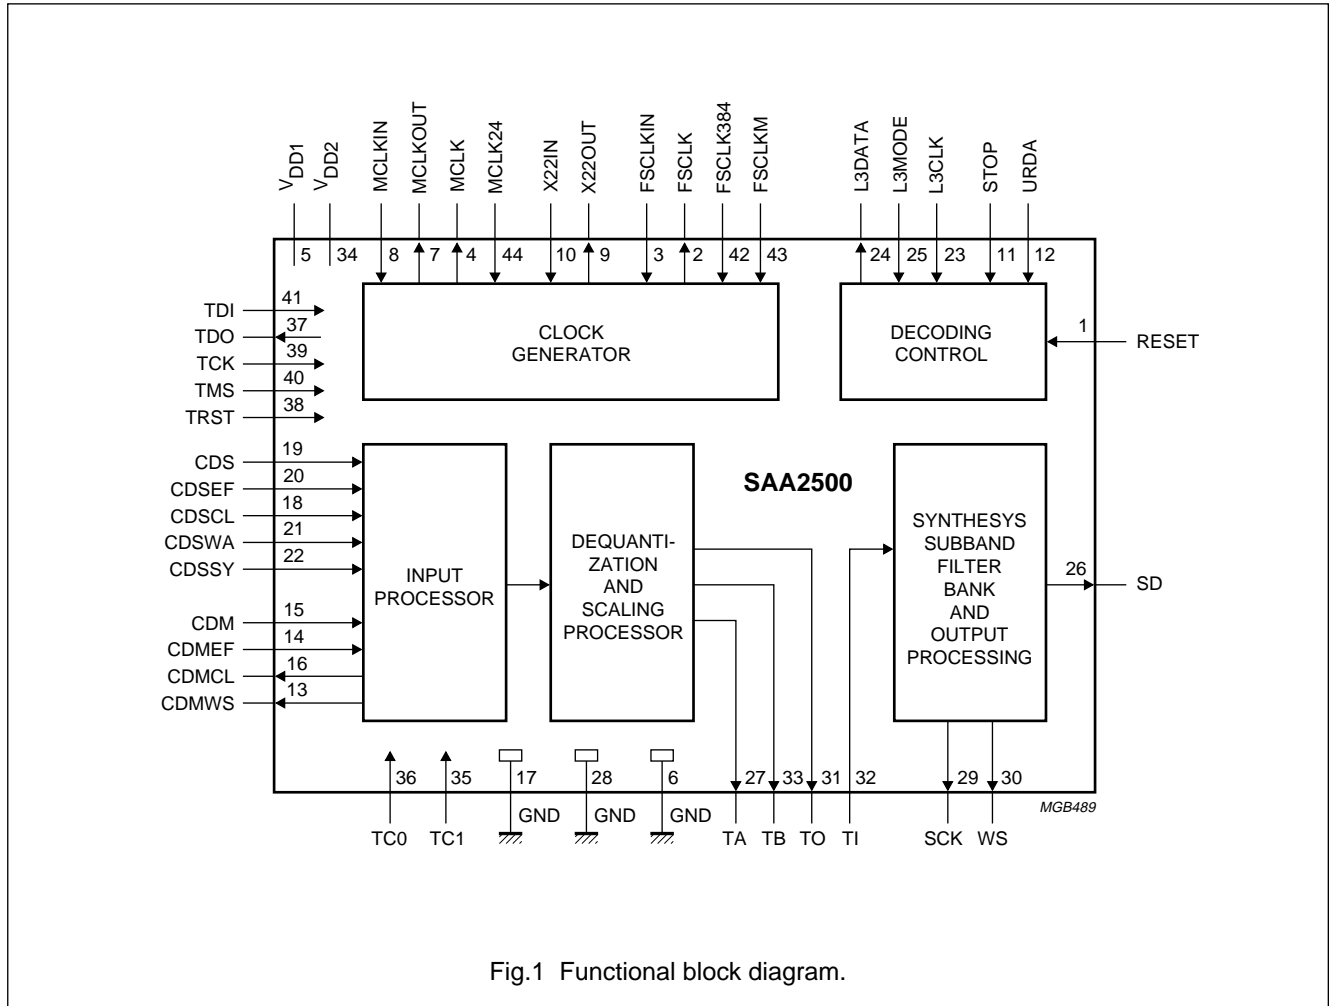 VDD1
VDD2
MCLKIN
MCLKOUT
MCLK
MCLK24
X22IN
X22OUT
FSCLKIN
FSCLK
FSCLK384
FSCLKM
L3DATA
L3MODE
L3CLK
STOP
URDA
5 34 8 7 4 44 10 9 3 2 42 43 24 25 23 11 12
TDI 41
TDO 37
TCK 39
TMS 40
TRST 38
CLOCK
GENERATOR
DECODING
CONTROL
1 RESET
CDS 19
CDSEF 20
CDSCL 18
CDSWA 21
CDSSY 22
CDM 15
CDMEF 14
CDMCL 16
CDMWS 13
INPUT
PROCESSOR
DEQUANTI-
ZATION
AND
SCALING
PROCESSOR
SAA2500
SYNTHESYS
SUBBAND
FILTER
BANK
AND
OUTPUT
PROCESSING
26 SD
36 35 17 28 6 27 33 31 32 29 30
MGB489
GND GND GND
TC0 TC1 TA TB TO TI SCK WS
Fig.1 Functional block diagram.